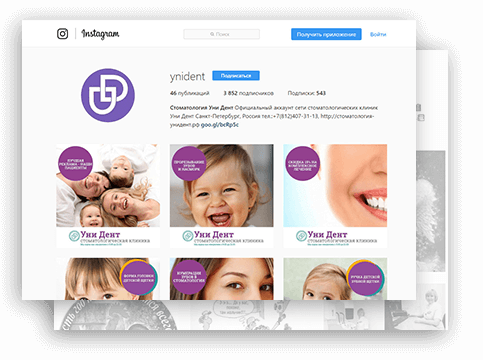 Instagram
Поиск
Получить приложение
Войти
ynident
Подписаться
46 публикаций
3 852 подписчиков
Подписки: 543
Стоматология Уни Дент Официальный аккаунт сети стоматологических клиник
Уни Дент Санкт-Петербург, Россия тел.:+7(812)407-31-13, http://стоматология-
унидент.рф goo.gl/bcRp5c
ЛУЧШАЯ
РЕКЛАМА - НАШИ
ПАЦИЕНТЫ
ПРОРЕЗЫВАНИЕ
ЗУБОВ
И НАСМОРК
СКИДКА 15% НА
КОМПЛЕКСНОЕ
ЛЕЧЕНИЕ
Уни Дент
СТОМАТОЛОГИЧЕСКАЯ КЛИНИКА
Уни Дент
СТОМАТОЛОГИЧЕСКАЯ КЛИНИКА
Уни Дент
СТОМАТОЛОГИЧЕСКАЯ КЛИНИКА
ФОРМА ГОЛОВКИ
ДЕТСКОЙ ЩЕТКИ
ИННОВАЦИИ
ЗУБОВ В
СТОМАТОЛОГИИ
РУЧКА ДЕТСКОЙ
ЗУБНОЙ ЩЕТКИ